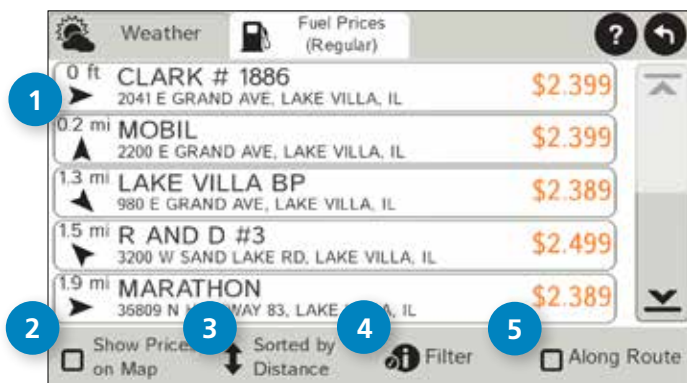 Weather
Fuel Prices
(Regular)
?
0 ft CLARK # 1886 $2.399
2041 E GRAND AVE, LAKE VILLA, IL
1
0.2 mi MOBIL $2.399
2200 E GRAND AVE, LAKE VILLA, IL
1.3 mi LAKE VILLA BP $2.389
980 E GRAND AVE, LAKE VILLA, IL
1.5 mi R AND D #3 $2.499
3200 W SAND LAKE RD, LAKE VILLA, IL
1.9 mi MARATHON $2.389
36809 N WAY 83, LAKE IL
2 3 4 5
Show Prices
on Map
Sorted by
Distance
Filter
Along Route